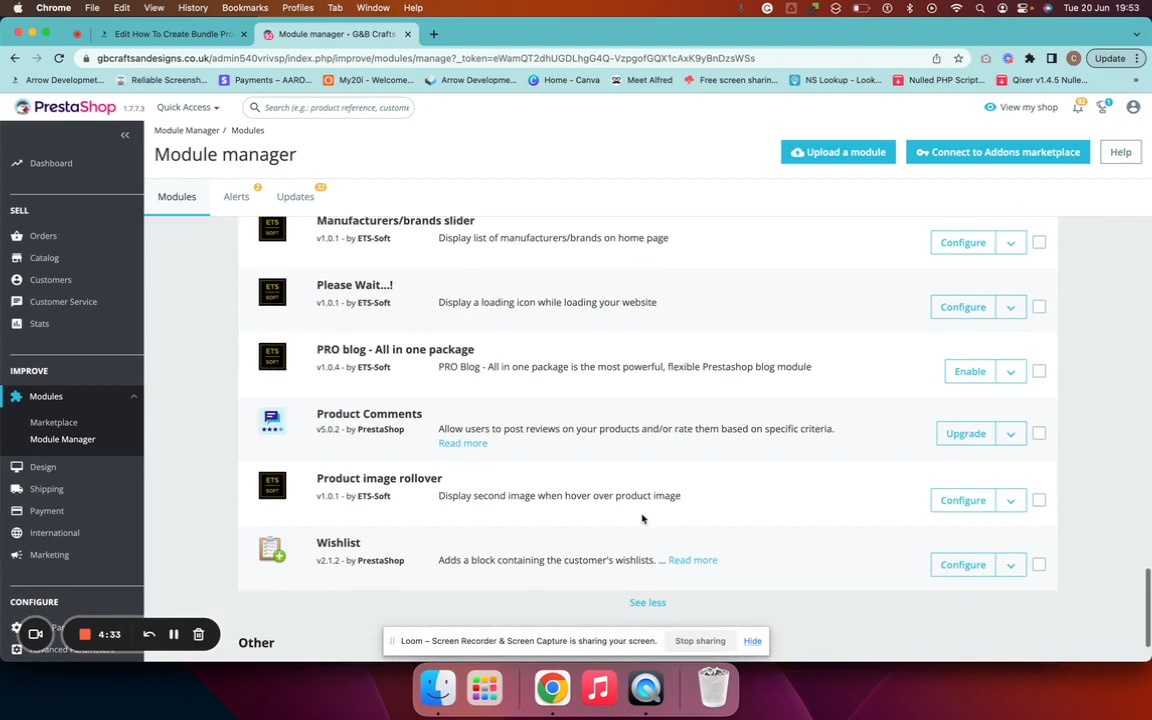 Chrome File Edit View History Bookmarks Profiles Tab Window Help Tue 20 Jun 19:53
Edit How To Create Bundle Pro Module manager • G&B Crafts
gbcraftsandesigns.co.uk/admin540vrivsp/index.php/improve/modules/manage?_token=eWamQT2dhUGDLhgG4Q-VzpgofGQX1cAxK9yBnDzsWSs Update
Arrow Developmet... Reliable Screensh... Payments – AARO... My20i - Welcome... Arrow Developme... Home - Canva Meet Alfred Free screen sharin... NS Lookup - Look... Nulled PHP Script... Qixer v1.4.5 Nulle...
PrestaShop 1.7.7.3 Quick Access Search (e.g.: product reference, custome View my shop 92 1
Module Manager / Modules
Module manager
Upload a module Connect to Addons marketplace Help
Modules Alerts 2 Updates 32
Dashboard
SELL
Orders
Catalog
Customers
Customer Service
Stats
IMPROVE
Modules
Marketplace
Module Manager
Design
Shipping
Payment
International
Marketing
CONFIGURE
Advanced Parameters
Manufacturers/brands slider
v1.0.1 - by ETS-Soft Display list of manufacturers/brands on home page Configure
Please Wait...!
v1.0.1 - by ETS-Soft Display a loading icon while loading your website Configure
PRO blog - All in one package
v1.0.4 - by ETS-Soft PRO Blog - All in one package is the most powerful, flexible Prestashop blog module Enable
Product Comments
v5.0.2 - by PrestaShop Allow users to post reviews on your products and/or rate them based on specific criteria. Upgrade
Read more
Product image rollover
v1.0.1 - by ETS-Soft Display second image when hover over product image Configure
Wishlist
v2.1.2 - by PrestaShop Adds a block containing the customer's wishlists. ... Read more Configure
See less
Other
4:33
Loom – Screen Recorder & Screen Capture is sharing your screen. Stop sharing Hide